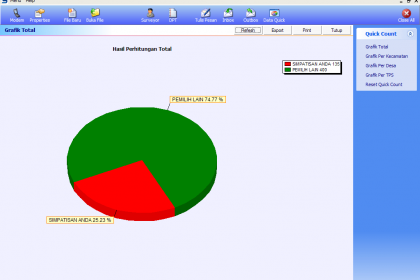 Menu Help
Modem Properties File Baru Buka File Surveyor DPT Tulis Pesan Inbox Outbox Data Quick Close All
Grafik Total
Refresh Export Print Tutup
Quick Count
Grafik Total
Grafik Per Kecamatan
Grafik Per Desa
Grafik Per TPS
Reset Quick Count
Hasil Perhitungan Total
SIMPATISAN ANDA 135
PEMILIH LAIN 400
PEMILIH LAIN 74.77 %
SIMPATISAN ANDA 25.23 %